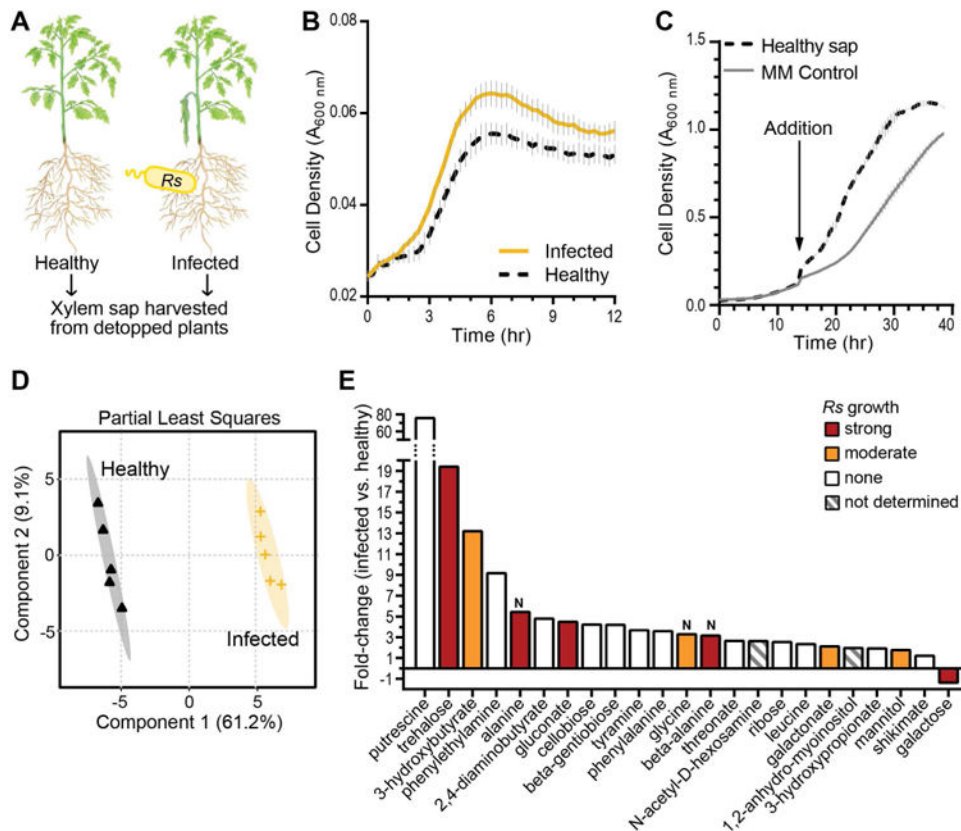 A
Rs
Healthy
Infected
Xylem sap harvested
from detopped plants
B
Cell Density (A600 nm)
0.06
0.04
0.02
0
3
6
9
12
Time (hr)
Infected
Healthy
C
Cell Density (A600 nm)
1.5
1.0
0.5
0.0
0
10
20
30
40
Time (hr)
Healthy sap
MM Control
Addition
D
Partial Least Squares
Healthy
Infected
Component 2 (9.1%)
5
0
-5
-5
0
5
Component 1 (61.2%)
E
Fold-change (infected vs. healthy)
80
60
19
17
15
13
11
9
7
5
3
1
-1
N
N
N
Rs growth
strong
moderate
none
not determined
putrescine
trehalose
3-hydroxybutyrate
phenylethylamine
alanine
2,4-diaminobutyrate
gluconate
cellobiose
beta-gentiobiose
tyramine
phenylalanine
glycine
beta-alanine
threonate
N-acetyl-D-hexosamine
ribose
leucine
galactonate
1,2-anhydro-myoinositol
3-hydroxypropionate
mannitol
shikimate
galactose